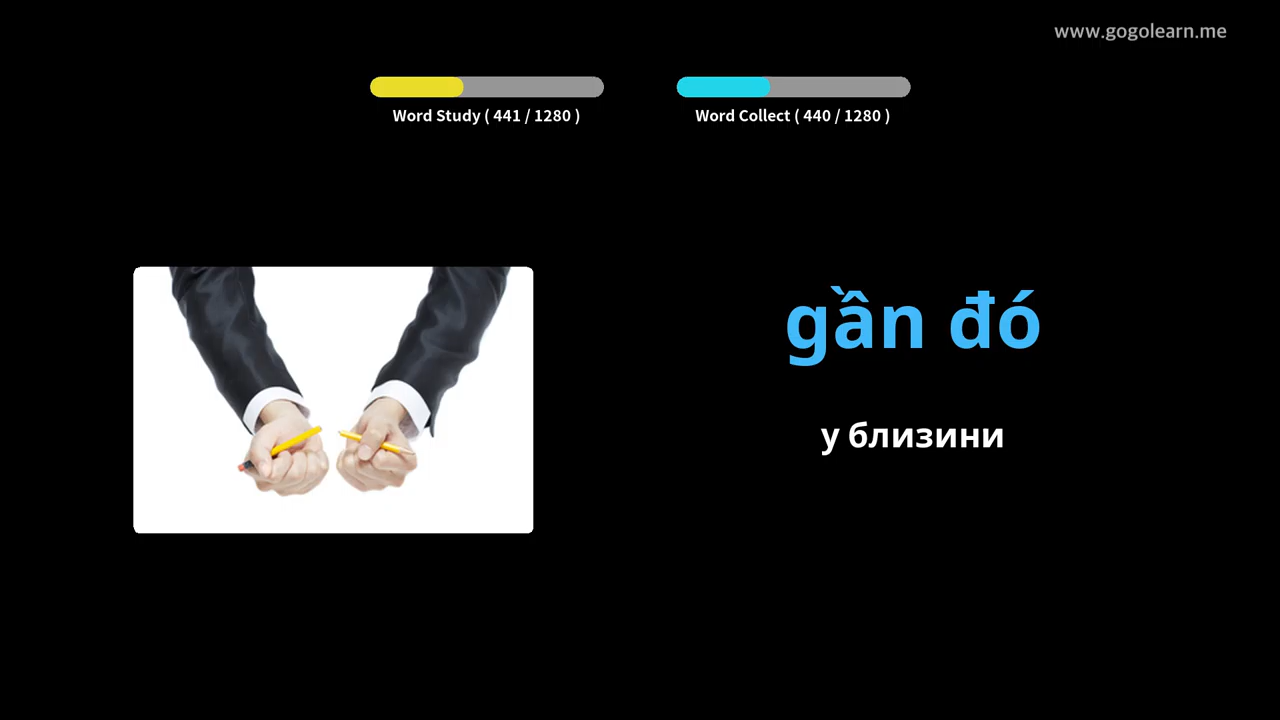 www.gogolearn.me
Word Study ( 441 / 1280 )
Word Collect ( 440 / 1280 )
gần đó
у близини